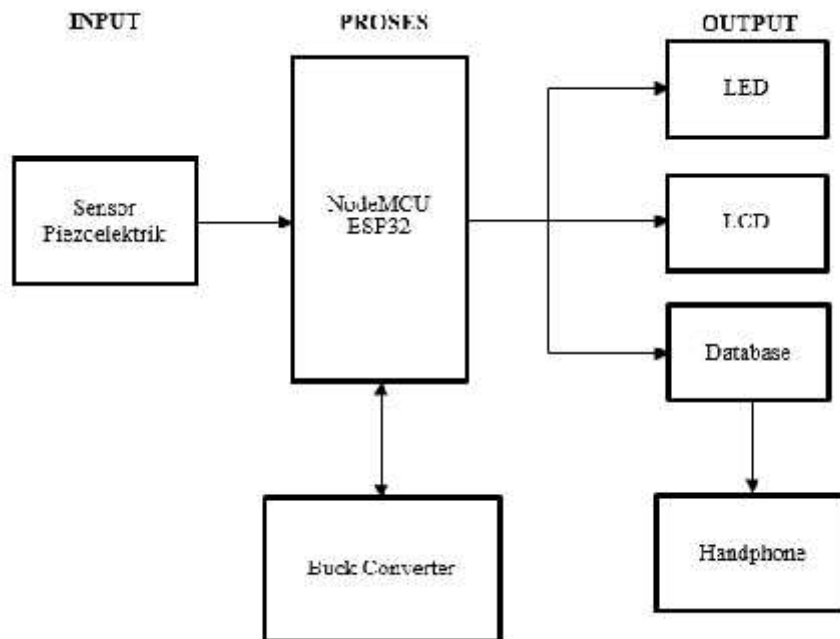 INPUT
PROSES
OUTPUT
LED
Sensor
Piezoelektrik
NodeMCU
ESP32
LCD
Database
Buck Converter
Handphone